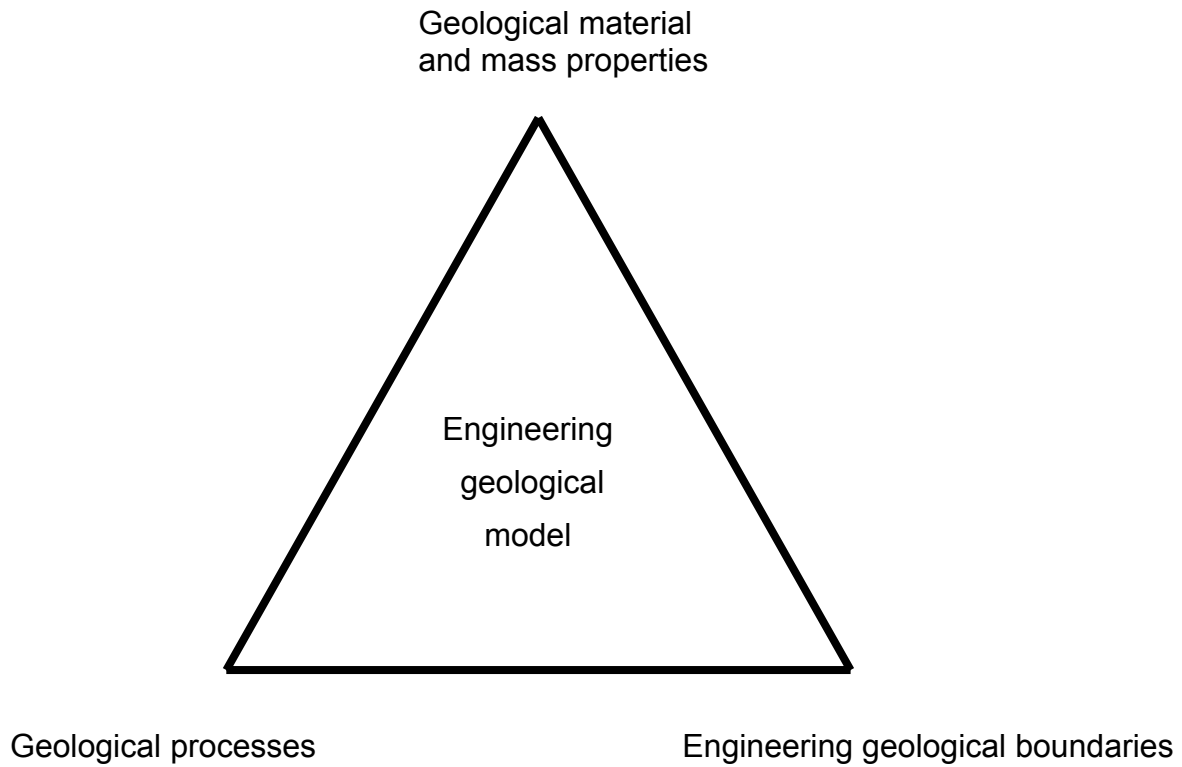 Geological material
and mass properties
Engineering
geological
model
Geological processes
Engineering geological boundaries